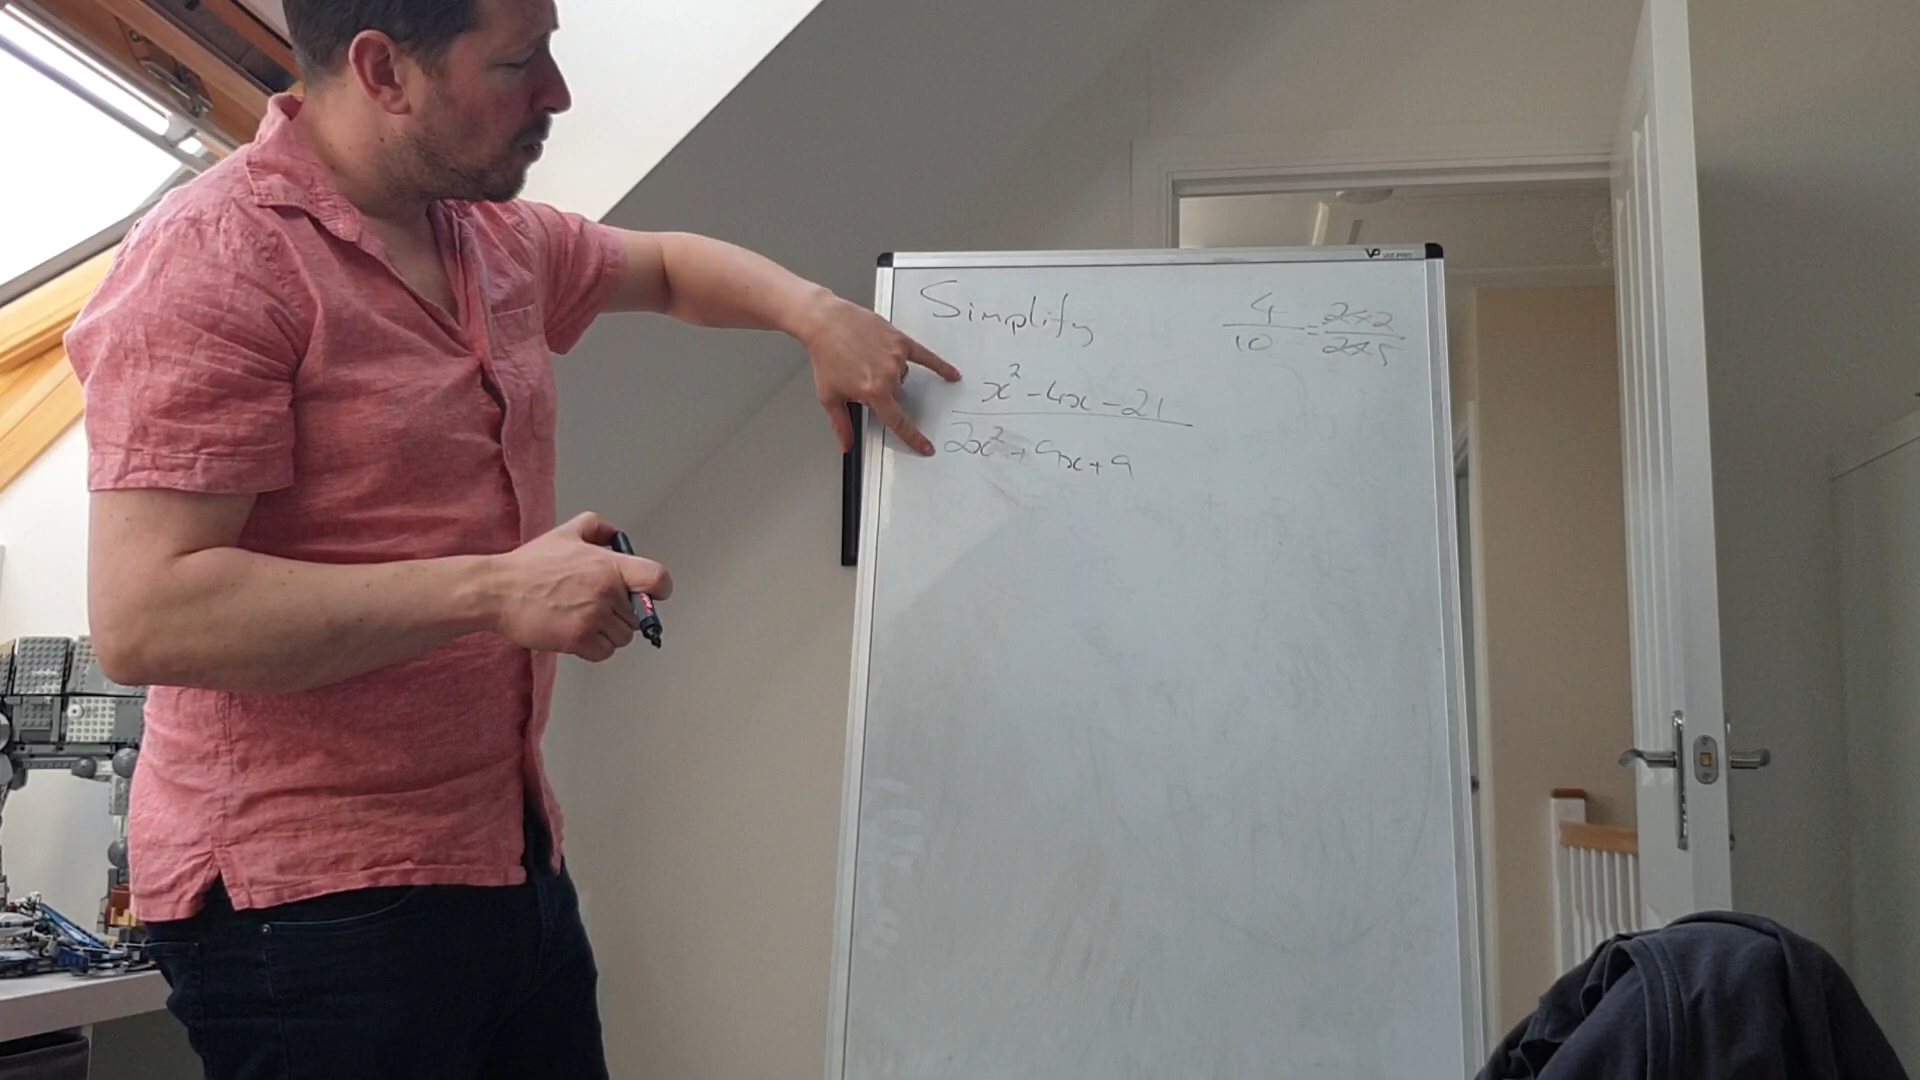 Simplify
4/10 = 2×2/2×5
x² - 4x - 21
2x² + 9x + 9